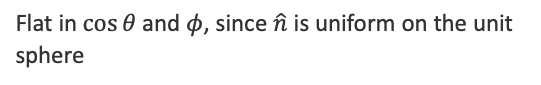 Flat in cos θ and ϕ, since n̂ is uniform on the unit
sphere